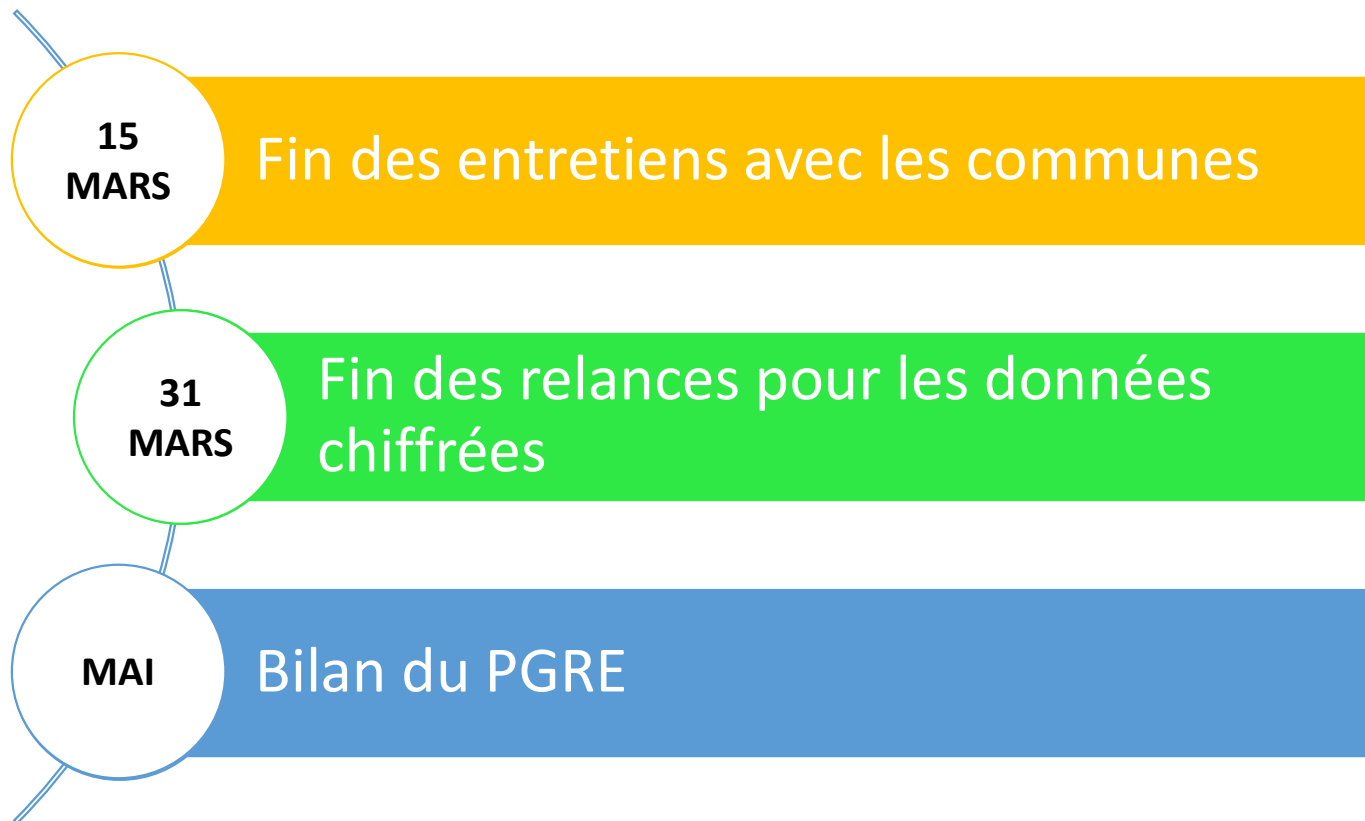 15
MARS
Fin des entretiens avec les communes
31
MARS
Fin des relances pour les données
chiffrées
MAI
Bilan du PGRE